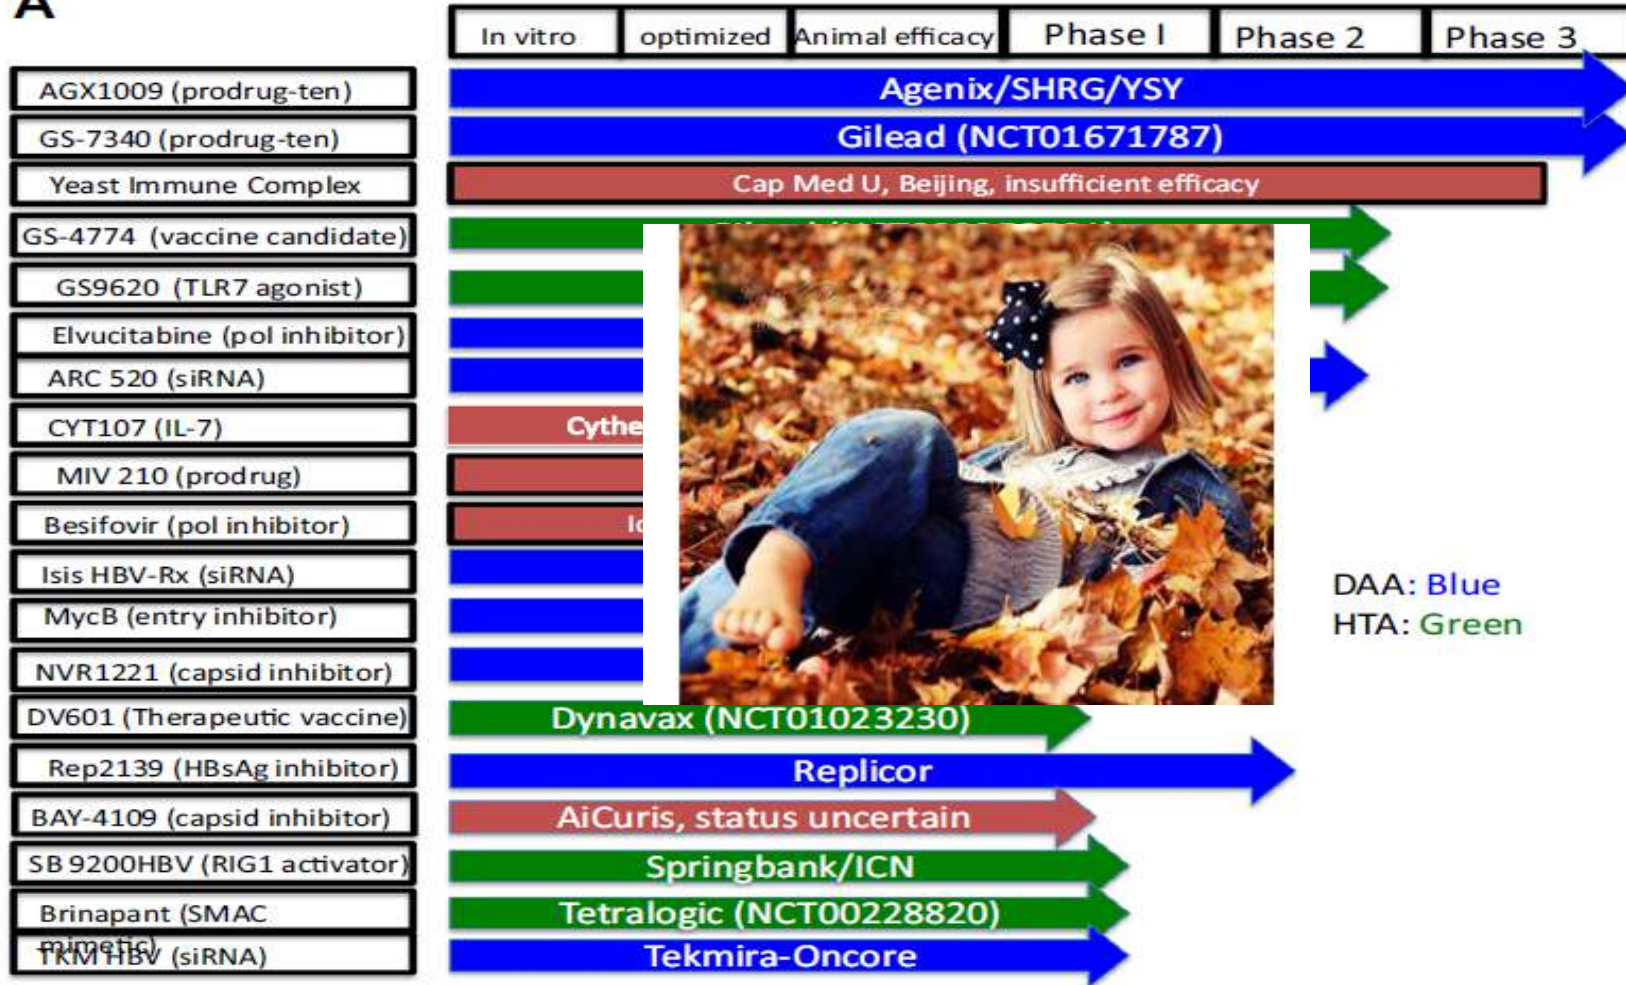 A
In vitro optimized Animal efficacy Phase I Phase 2 Phase 3
AGX1009 (prodrug-ten) Agenix/SHRG/YSY
GS-7340 (prodrug-ten) Gilead (NCT01671787)
Yeast Immune Complex Cap Med U, Beijing, insufficient efficacy
GS-4774 (vaccine candidate)
GS9620 (TLR7 agonist)
Elvucitabine (pol inhibitor)
ARC 520 (siRNA)
CYT107 (IL-7)
MIV 210 (prodrug)
Besifovir (pol inhibitor)
Isis HBV-Rx (siRNA)
DAA: Blue
MycB (entry inhibitor)
HTA: Green
NVR1221 (capsid inhibitor)
DV601 (Therapeutic vaccine) Dynavax (NCT01023230)
Rep2139 (HBsAg inhibitor) Replicor
BAY-4109 (capsid inhibitor) AiCuris, status uncertain
SB 9200HBV (RIG1 activator) Springbank/ICN
Brinapant (SMAC Tetralogic (NCT00228820)
mimetic)
TKM HBV (siRNA) Tekmira-Oncore